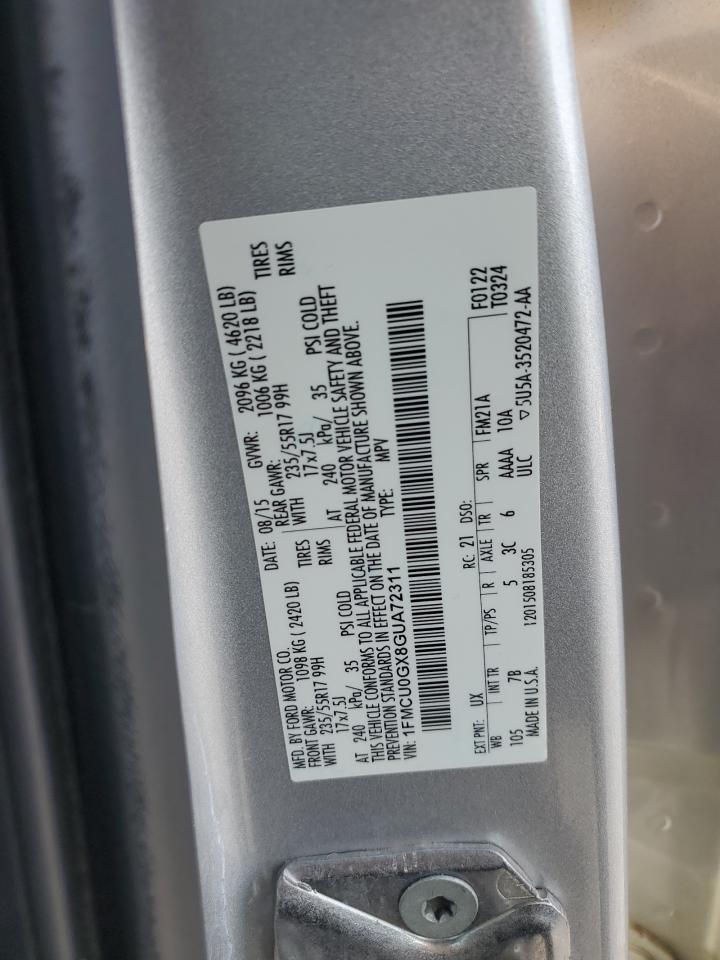 MFD. BY FORD MOTOR CO.
DATE: 08/15 GVWR: 2096 KG ( 4620 LB)
FRONT GAWR: 1098 KG ( 2420 LB)
REAR GAWR: 1006 KG ( 2218 LB)
WITH 235/55R17 99H TIRES
WITH 235/55R17 99H TIRES
17x7.5J RIMS
17x7.5J RIMS
AT 240 kPa/ 35 PSI COLD
AT 240 kPa/ 35 PSI COLD
THIS VEHICLE CONFORMS TO ALL APPLICABLE FEDERAL MOTOR VEHICLE SAFETY AND THEFT
PREVENTION STANDARDS IN EFFECT ON THE DATE OF MANUFACTURE SHOWN ABOVE.
VIN: 1FMCU0GX8GUA72311
TYPE: MPV
F0122
EXT PNT: UX RC: 21 DSO: T0324
WB INT TR TP/PS R AXLE TR SPR FM21A
105 7B 5 3C 6 AAAA 10A
ULC
MADE IN U.S.A. 1201508185305 ▽5U5A-3520472-AA